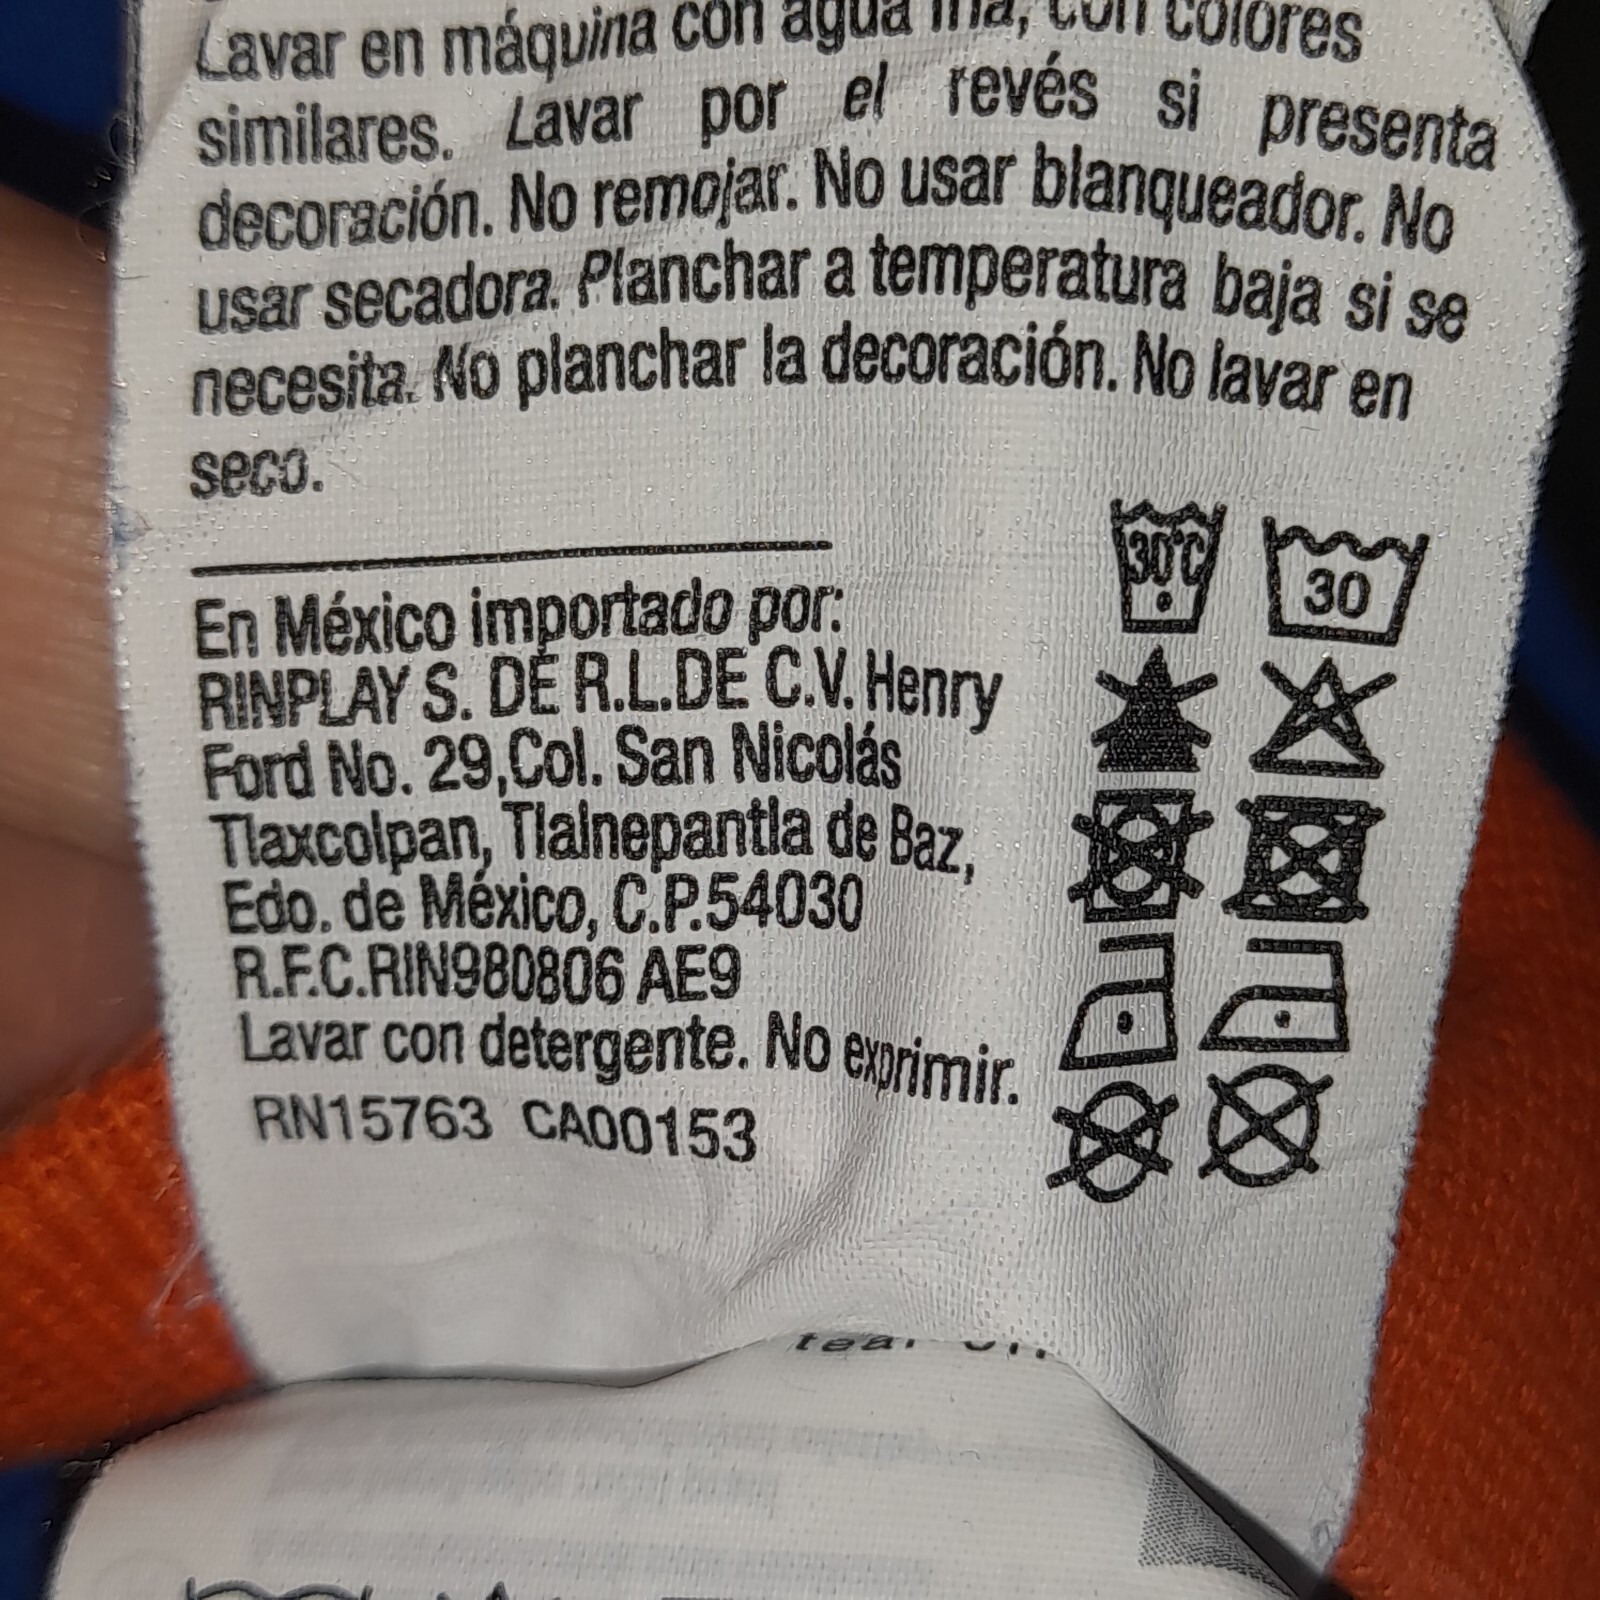 Lavar en máquina con agua fría, con colores
similares. Lavar por el revés si presenta
decoración. No remojar. No usar blanqueador. No
usar secadora. Planchar a temperatura baja si se
necesita. No planchar la decoración. No lavar en
seco.
En México importado por:
RINPLAY S. DE R.L.DE C.V. Henry
Ford No. 29,Col. San Nicolás
Tlaxcolpan, Tlalnepantla de Baz,
Edo. de México, C.P.54030
R.F.C.RIN980806 AE9
Lavar con detergente. No exprimir.
RN15763 CA00153
30°C 30
tear